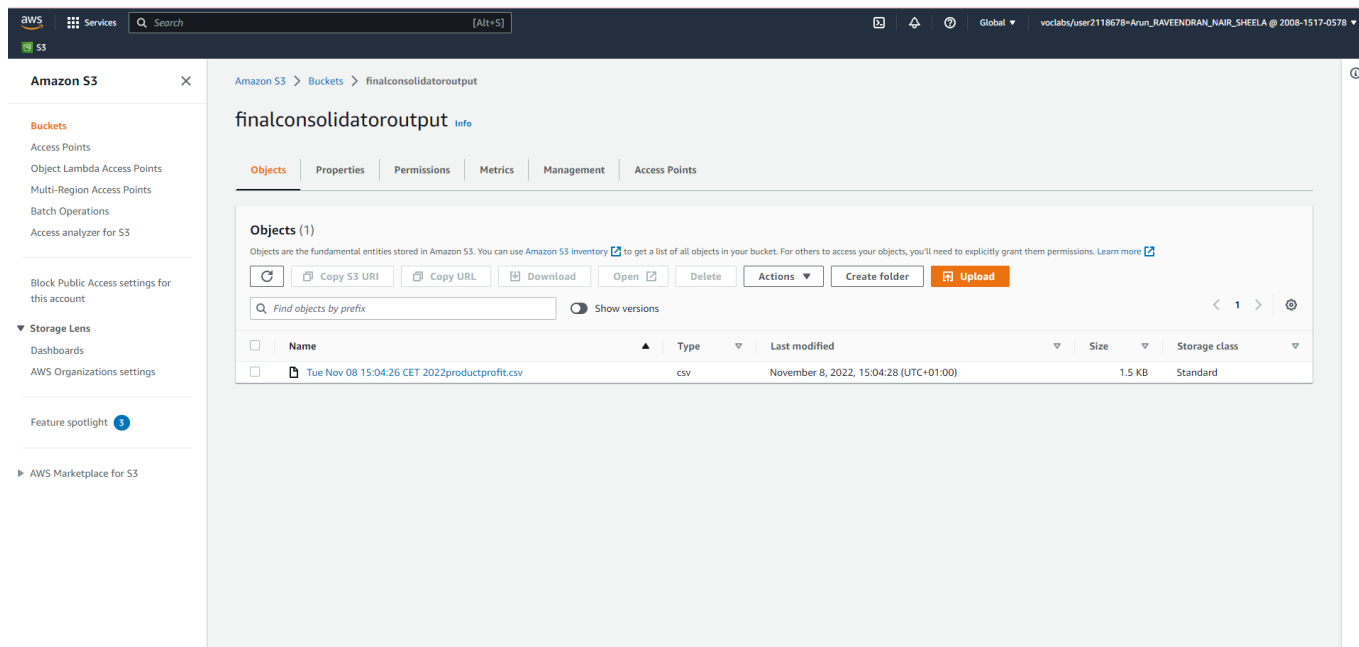 aws Services Search [Alt+S] Global voclabs/user2118678=Arun_RAVEENDRAN_NAIR_SHEELA @ 2008-1517-0578
S3
Amazon S3
Buckets
Access Points
Object Lambda Access Points
Multi-Region Access Points
Batch Operations
Access analyzer for S3
Block Public Access settings for
this account
Storage Lens
Dashboards
AWS Organizations settings
Feature spotlight 3
AWS Marketplace for S3
Amazon S3 > Buckets > finalconsolidatoroutput
finalconsolidatoroutput Info
Objects Properties Permissions Metrics Management Access Points
Objects (1)
Objects are the fundamental entities stored in Amazon S3. You can use Amazon S3 inventory to get a list of all objects in your bucket. For others to access your objects, you'll need to explicitly grant them permissions. Learn more
Copy S3 URI Copy URL Download Open Delete Actions Create folder Upload
Find objects by prefix Show versions < 1 >
Name Type Last modified Size Storage class
Tue Nov 08 15:04:26 CET 2022productprofit.csv csv November 8, 2022, 15:04:28 (UTC+01:00) 1.5 KB Standard